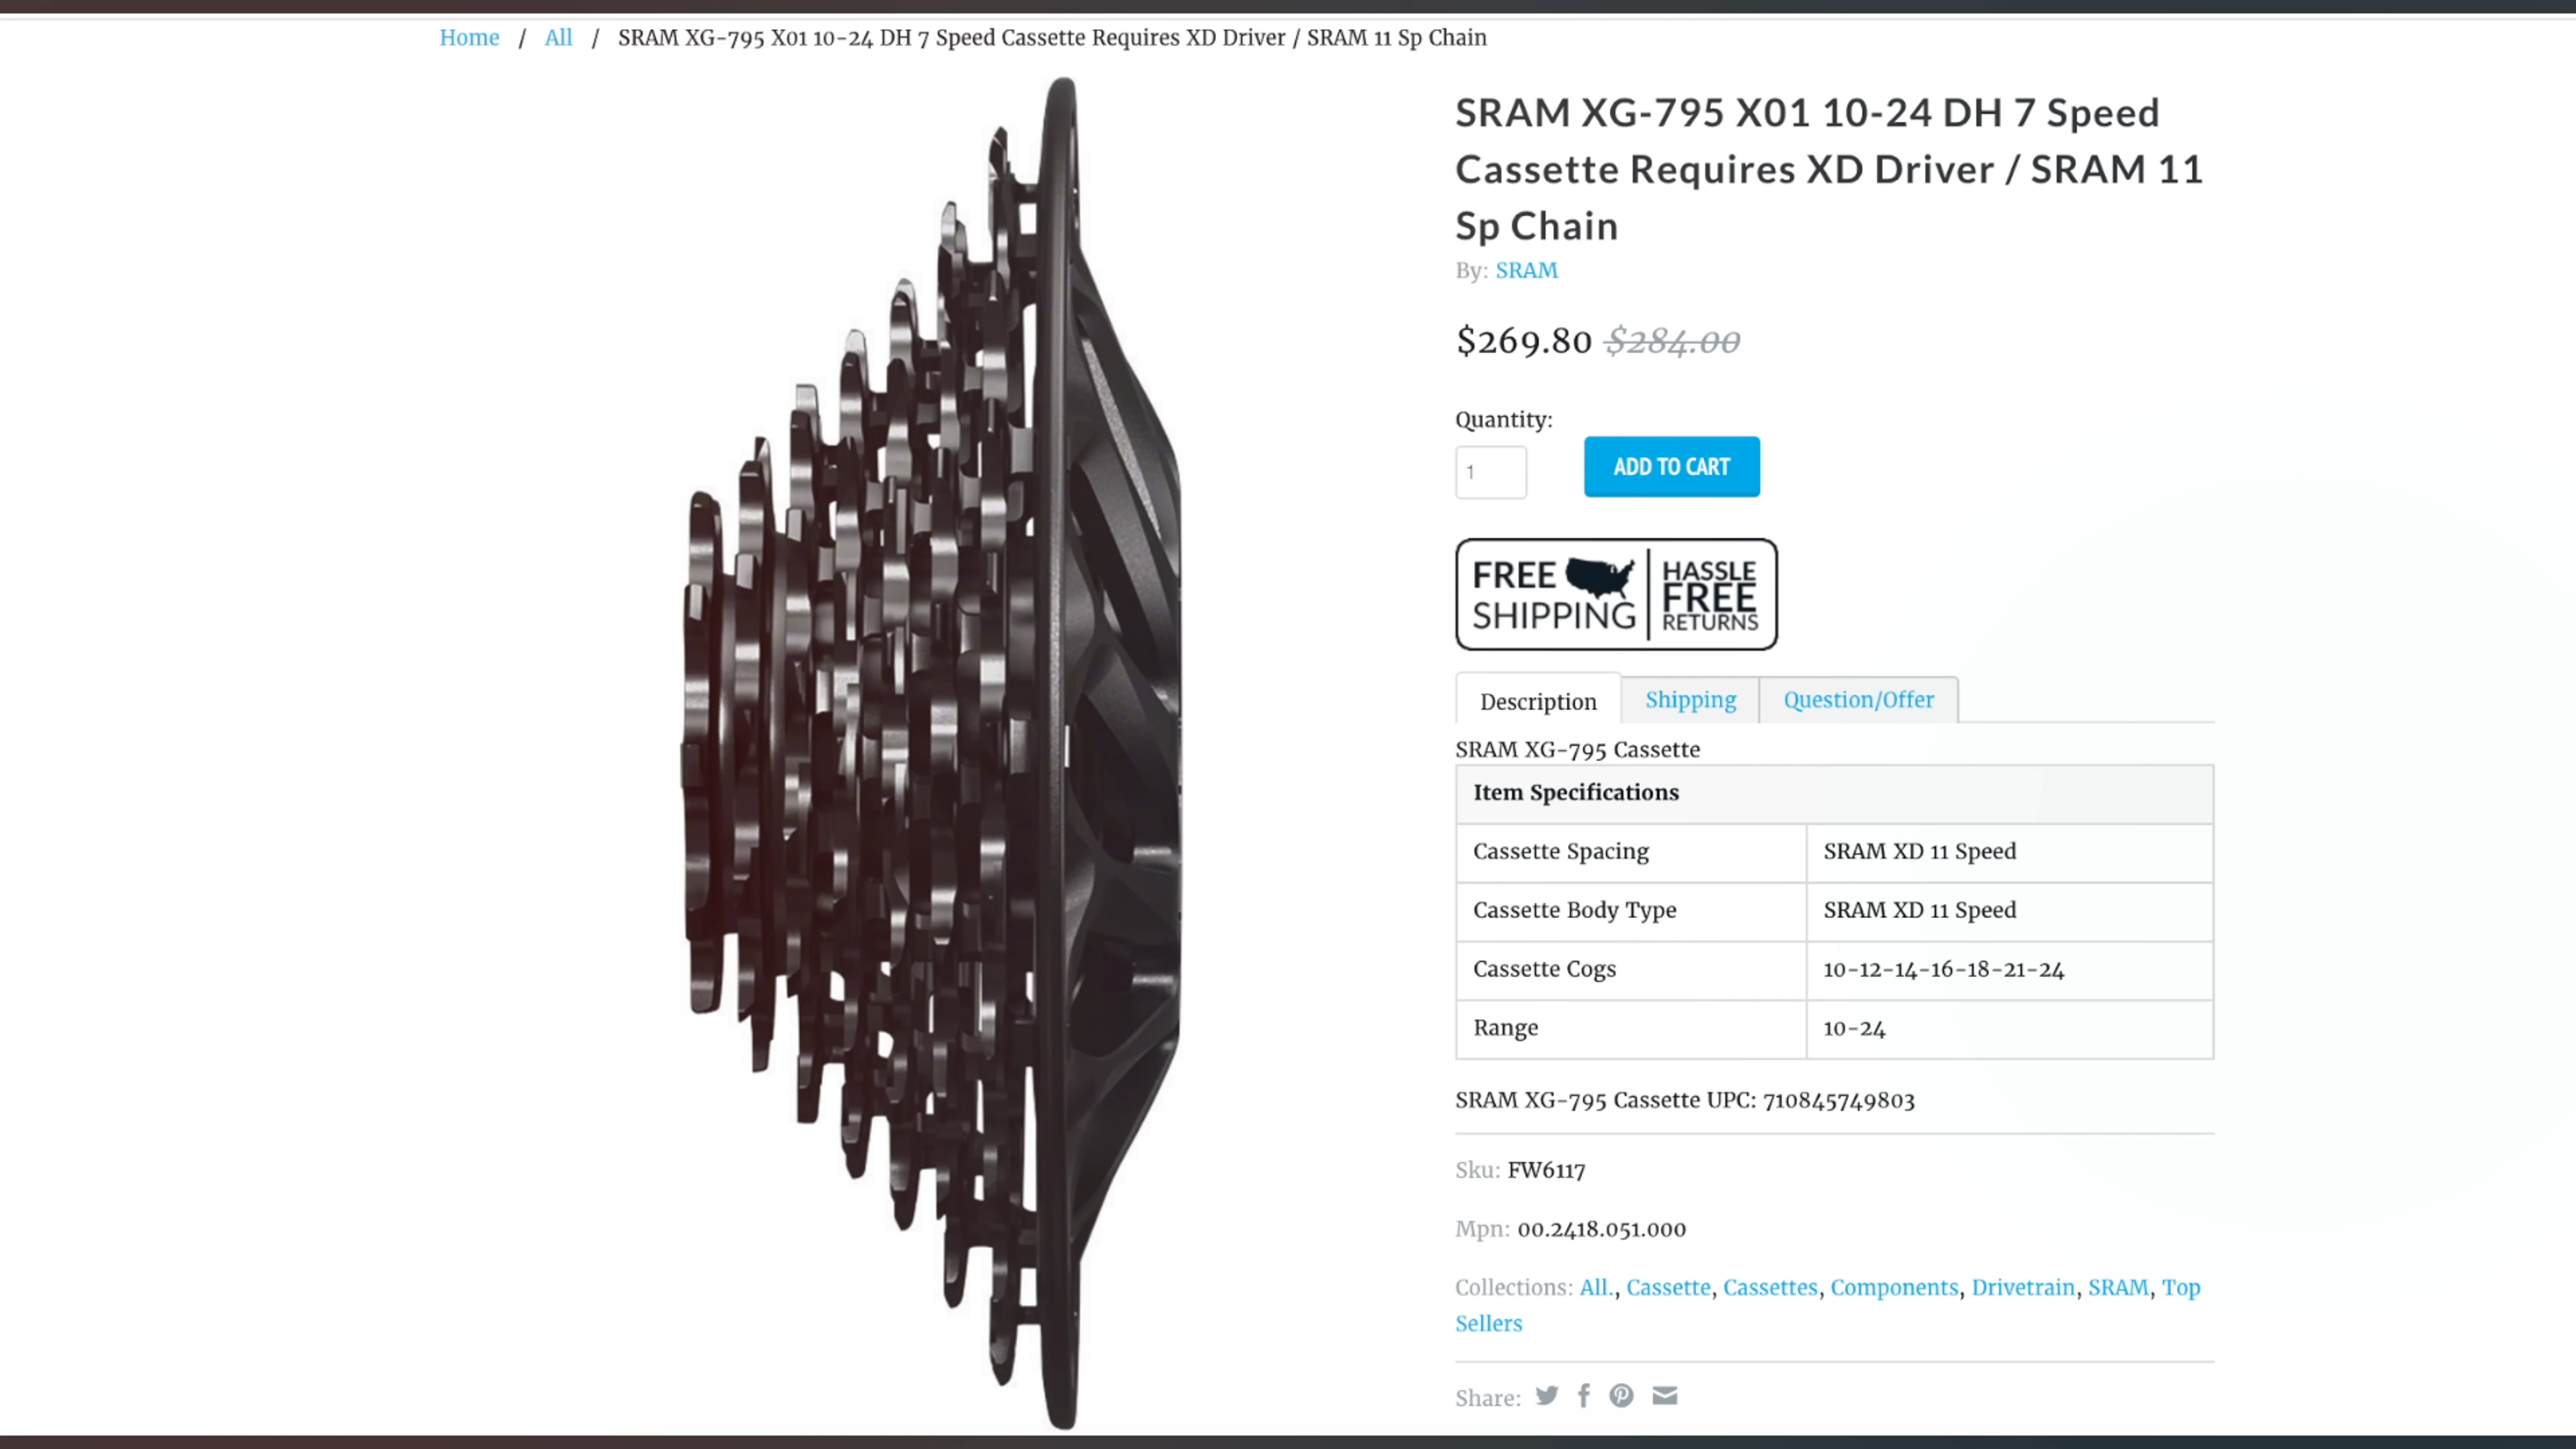 Home / All / SRAM XG-795 X01 10-24 DH 7 Speed Cassette Requires XD Driver / SRAM 11 Sp Chain
SRAM XG-795 X01 10-24 DH 7 Speed
Cassette Requires XD Driver / SRAM 11
Sp Chain
By: SRAM
$269.80 $284.00
Quantity:
1
ADD TO CART
FREE SHIPPING
HASSLE FREE RETURNS
Description Shipping Question/Offer
SRAM XG-795 Cassette
Item Specifications
Cassette Spacing SRAM XD 11 Speed
Cassette Body Type SRAM XD 11 Speed
Cassette Cogs 10-12-14-16-18-21-24
Range 10-24
SRAM XG-795 Cassette UPC: 710845749803
Sku: FW6117
Mpn: 00.2418.051.000
Collections: All., Cassette, Cassettes, Components, Drivetrain, SRAM, Top
Sellers
Share: